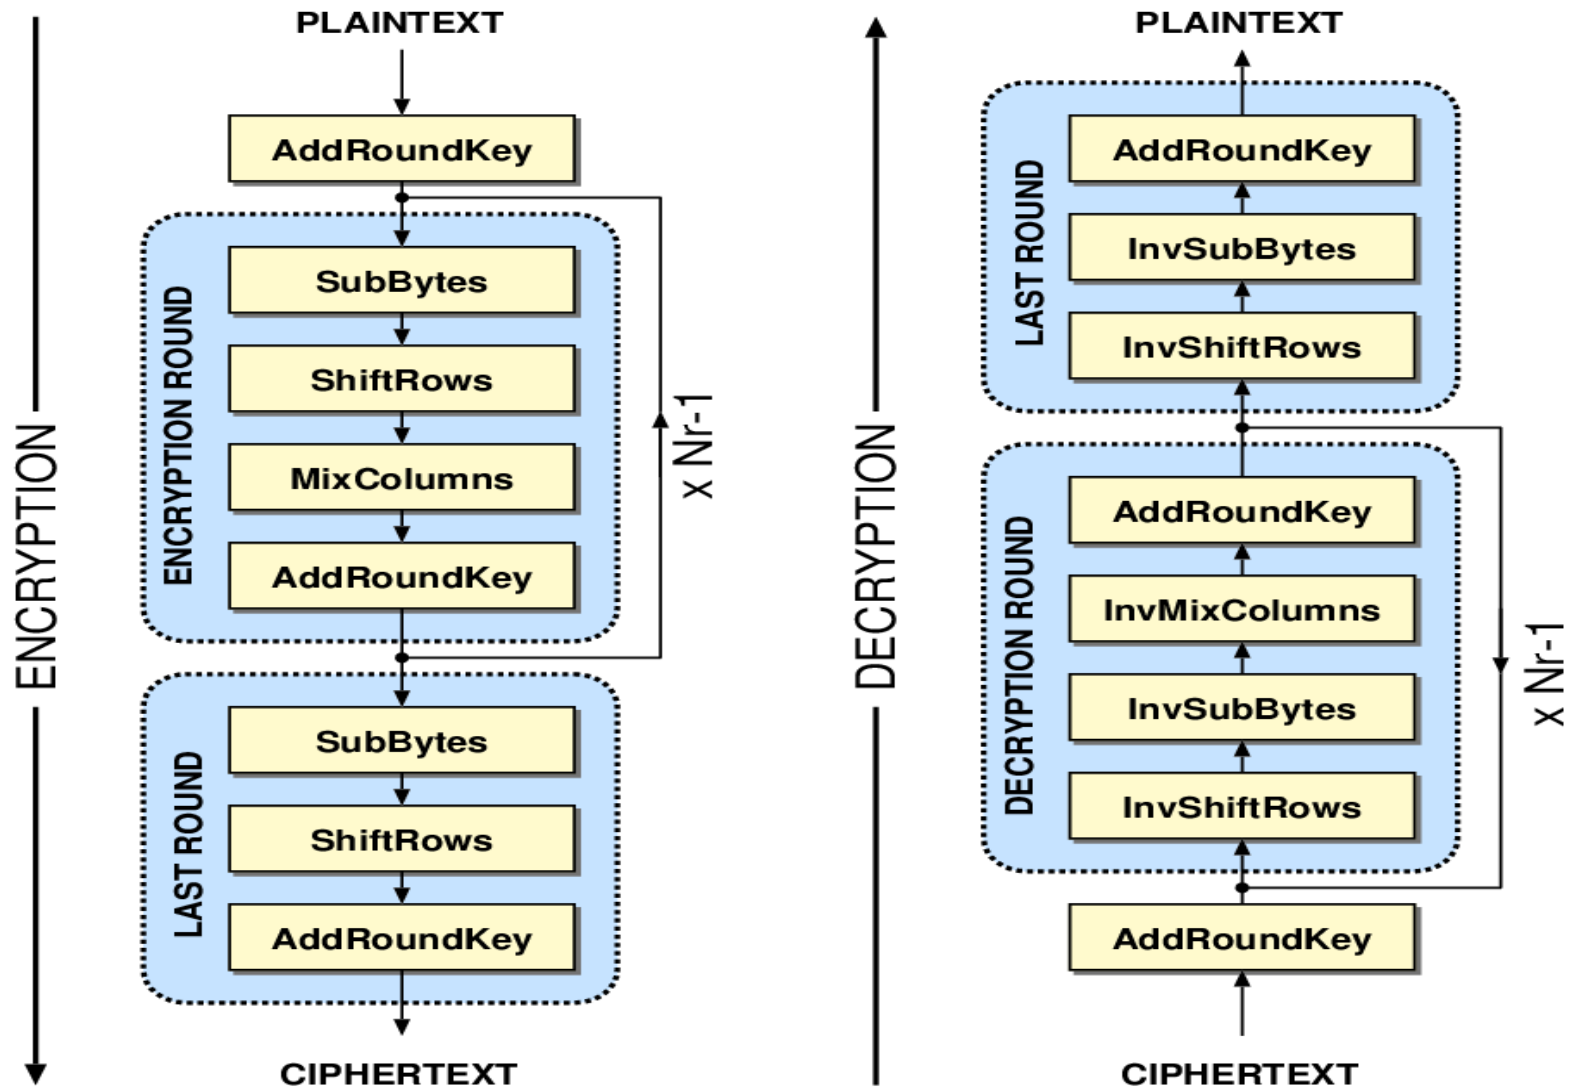 ENCRYPTION
PLAINTEXT
AddRoundKey
ENCRYPTION ROUND
SubBytes
ShiftRows
MixColumns
AddRoundKey
x Nr-1
LAST ROUND
SubBytes
ShiftRows
AddRoundKey
CIPHERTEXT
DECRYPTION
PLAINTEXT
LAST ROUND
AddRoundKey
InvSubBytes
InvShiftRows
DECRYPTION ROUND
AddRoundKey
InvMixColumns
InvSubBytes
InvShiftRows
x Nr-1
AddRoundKey
CIPHERTEXT